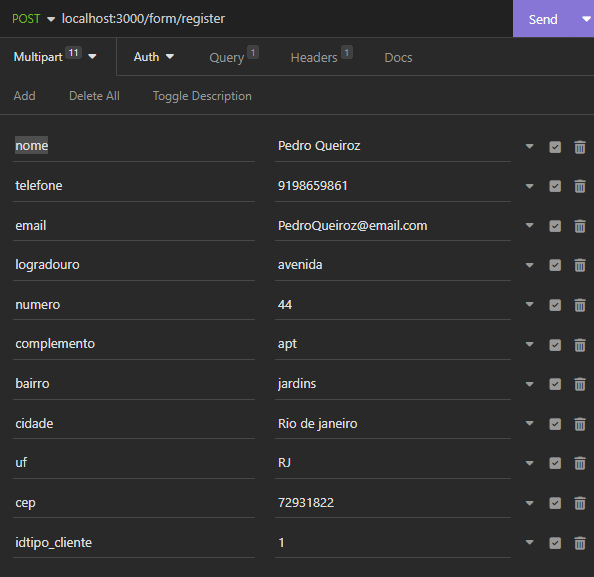 POST localhost:3000/form/register Send
Multipart 11 Auth Query 1 Headers 1 Docs
Add Delete All Toggle Description
nome Pedro Queiroz
telefone 9198659861
email PedroQueiroz@email.com
logradouro avenida
numero 44
complemento apt
bairro jardins
cidade Rio de janeiro
uf RJ
cep 72931822
idtipo_cliente 1